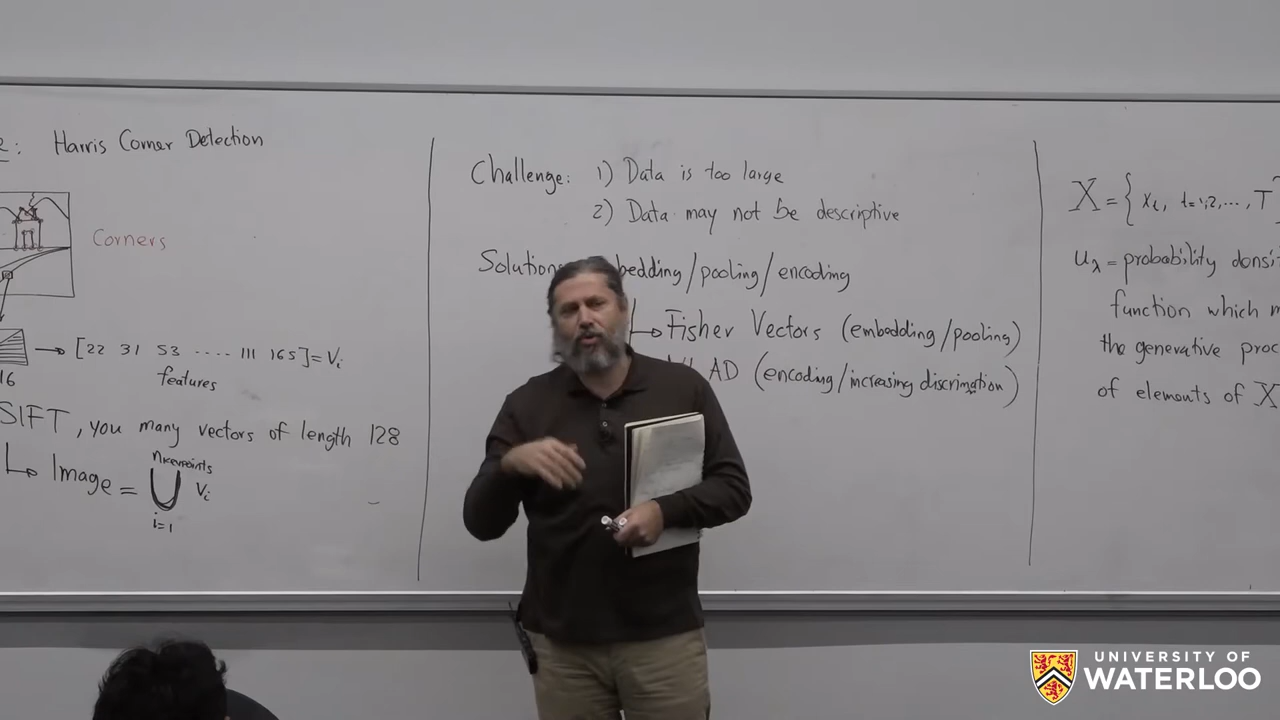 Harris Corner Detection
Corners
→ [22 31 53 .... 111 165] = Vi
features
16
SIFT, you many vectors of length 128
↳ Image = ⋃ Vi
nkeypoints
i=1
Challenge: 1) Data is too large
2) Data may not be descriptive
Solution bedding/pooling/encoding
→ Fisher Vectors (embedding/pooling)
AD (encoding/increasing discrimation)
X = { xt, t=1,2,..., T
uλ = probability densi
function which m
the generative proc
of elements of X
UNIVERSITY OF
WATERLOO